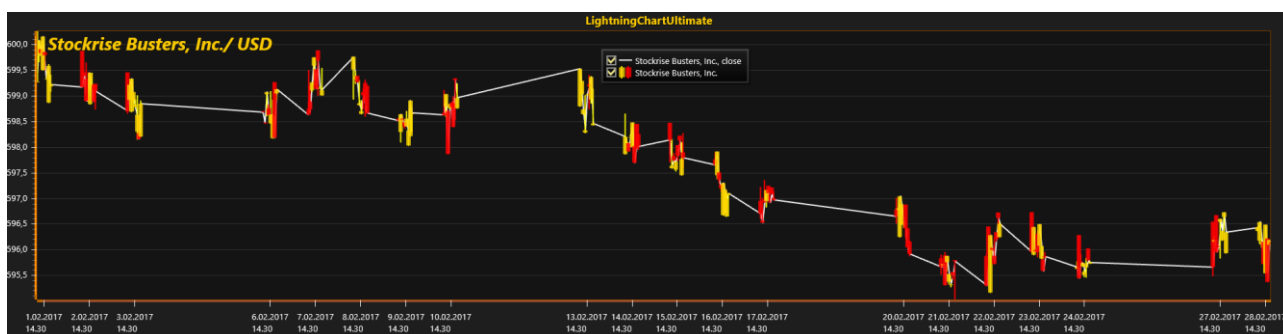 LightningChartUltimate
Stockrise Busters, Inc./ USD
Stockrise Busters, Inc., close
Stockrise Busters, Inc.
600,0
599,5
599,0
598,5
598,0
597,5
597,0
596,5
596,0
595,5
1.02.2017 2.02.2017 3.02.2017 6.02.2017 7.02.2017 8.02.2017 9.02.2017 10.02.2017 13.02.2017 14.02.2017 15.02.2017 16.02.2017 17.02.2017 20.02.2017 21.02.2017 22.02.2017 23.02.2017 24.02.2017 27.02.2017 28.02.2017
14.30 14.30 14.30 14.30 14.30 14.30 14.30 14.30 14.30 14.30 14.30 14.30 14.30 14.30 14.30 14.30 14.30 14.30 14.30 14.30